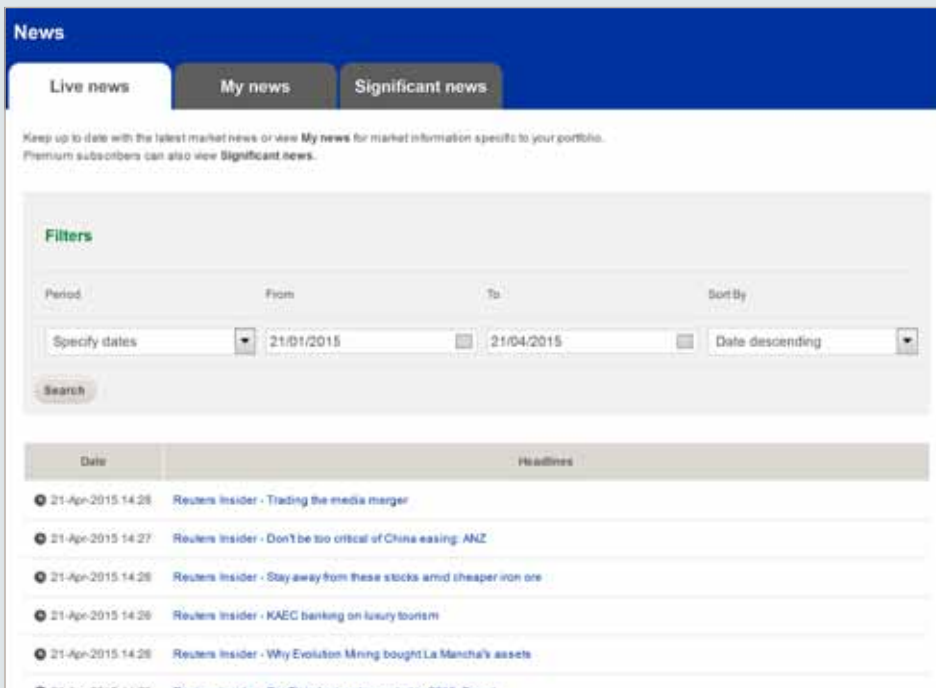 News
Live news My news Significant news
Keep up to date with the latest market news or view My news for market information specific to your portfolio.
Premium subscribers can also view Significant news.
Filters
Period From To Sort By
Specify dates 21/01/2015 21/04/2015 Date descending
Search
Date Headlines
21-Apr-2015 14:28 Reuters Insider - Trading the media merger
21-Apr-2015 14:27 Reuters Insider - Don't be too critical of China easing: ANZ
21-Apr-2015 14:26 Reuters Insider - Stay away from these stocks amid cheaper iron ore
21-Apr-2015 14:26 Reuters Insider - KAEC banking on luxury tourism
21-Apr-2015 14:26 Reuters Insider - Why Evolution Mining bought La Mancha's assets